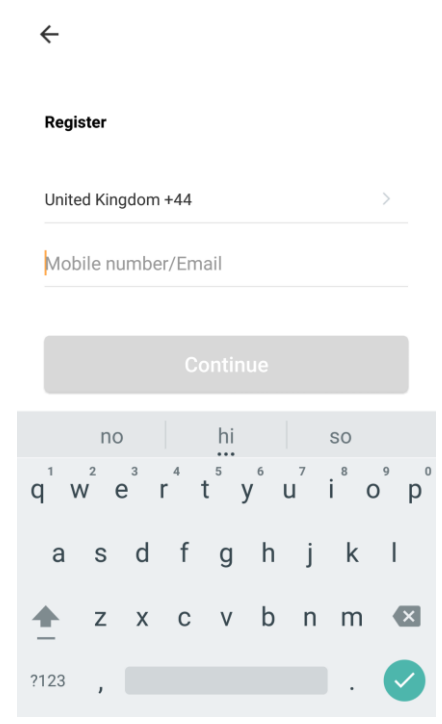 Register
United Kingdom +44
Mobile number/Email
Continue
no hi so
1 2 3 4 5 6 7 8 9 0
q w e r t y u i o p
a s d f g h j k l
z x c v b n m
?123 , .